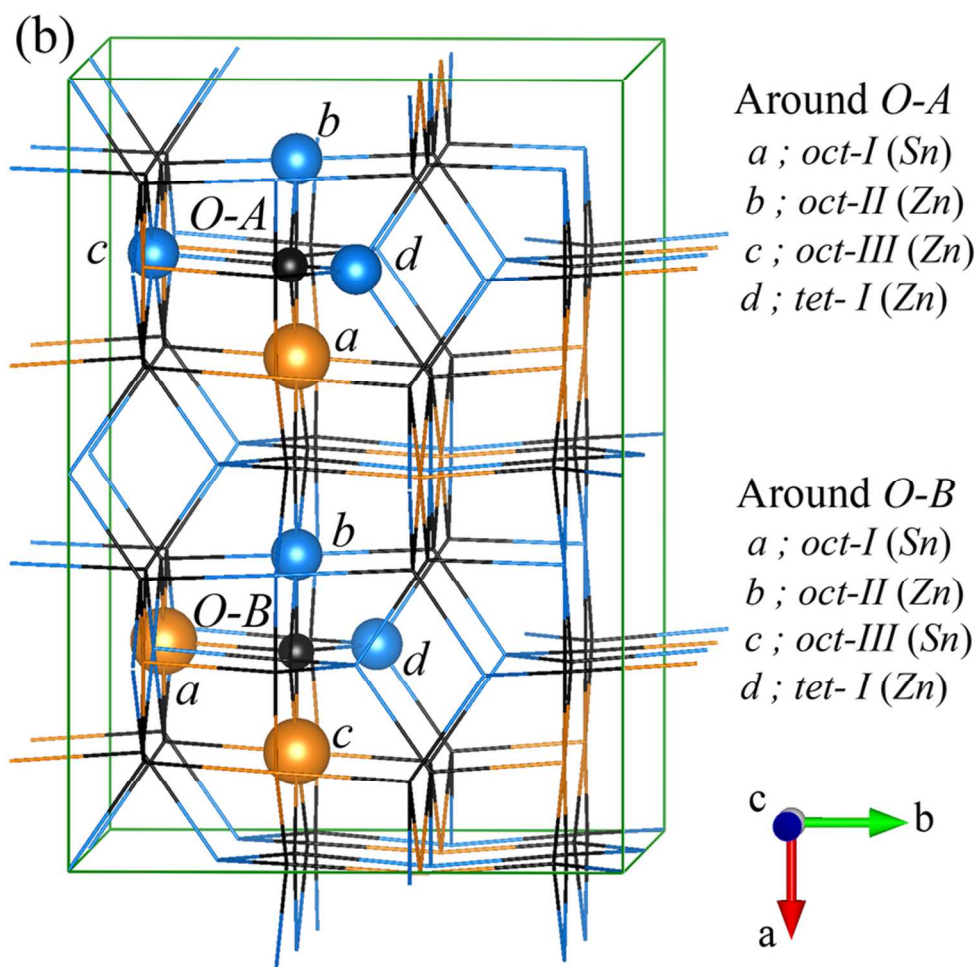 (b)
b
O-A
c
d
a
b
O-B
d
a
c
Around O-A
a ; oct-I (Sn)
b ; oct-II (Zn)
c ; oct-III (Zn)
d ; tet- I (Zn)
Around O-B
a ; oct-I (Sn)
b ; oct-II (Zn)
c ; oct-III (Sn)
d ; tet- I (Zn)
c
b
a